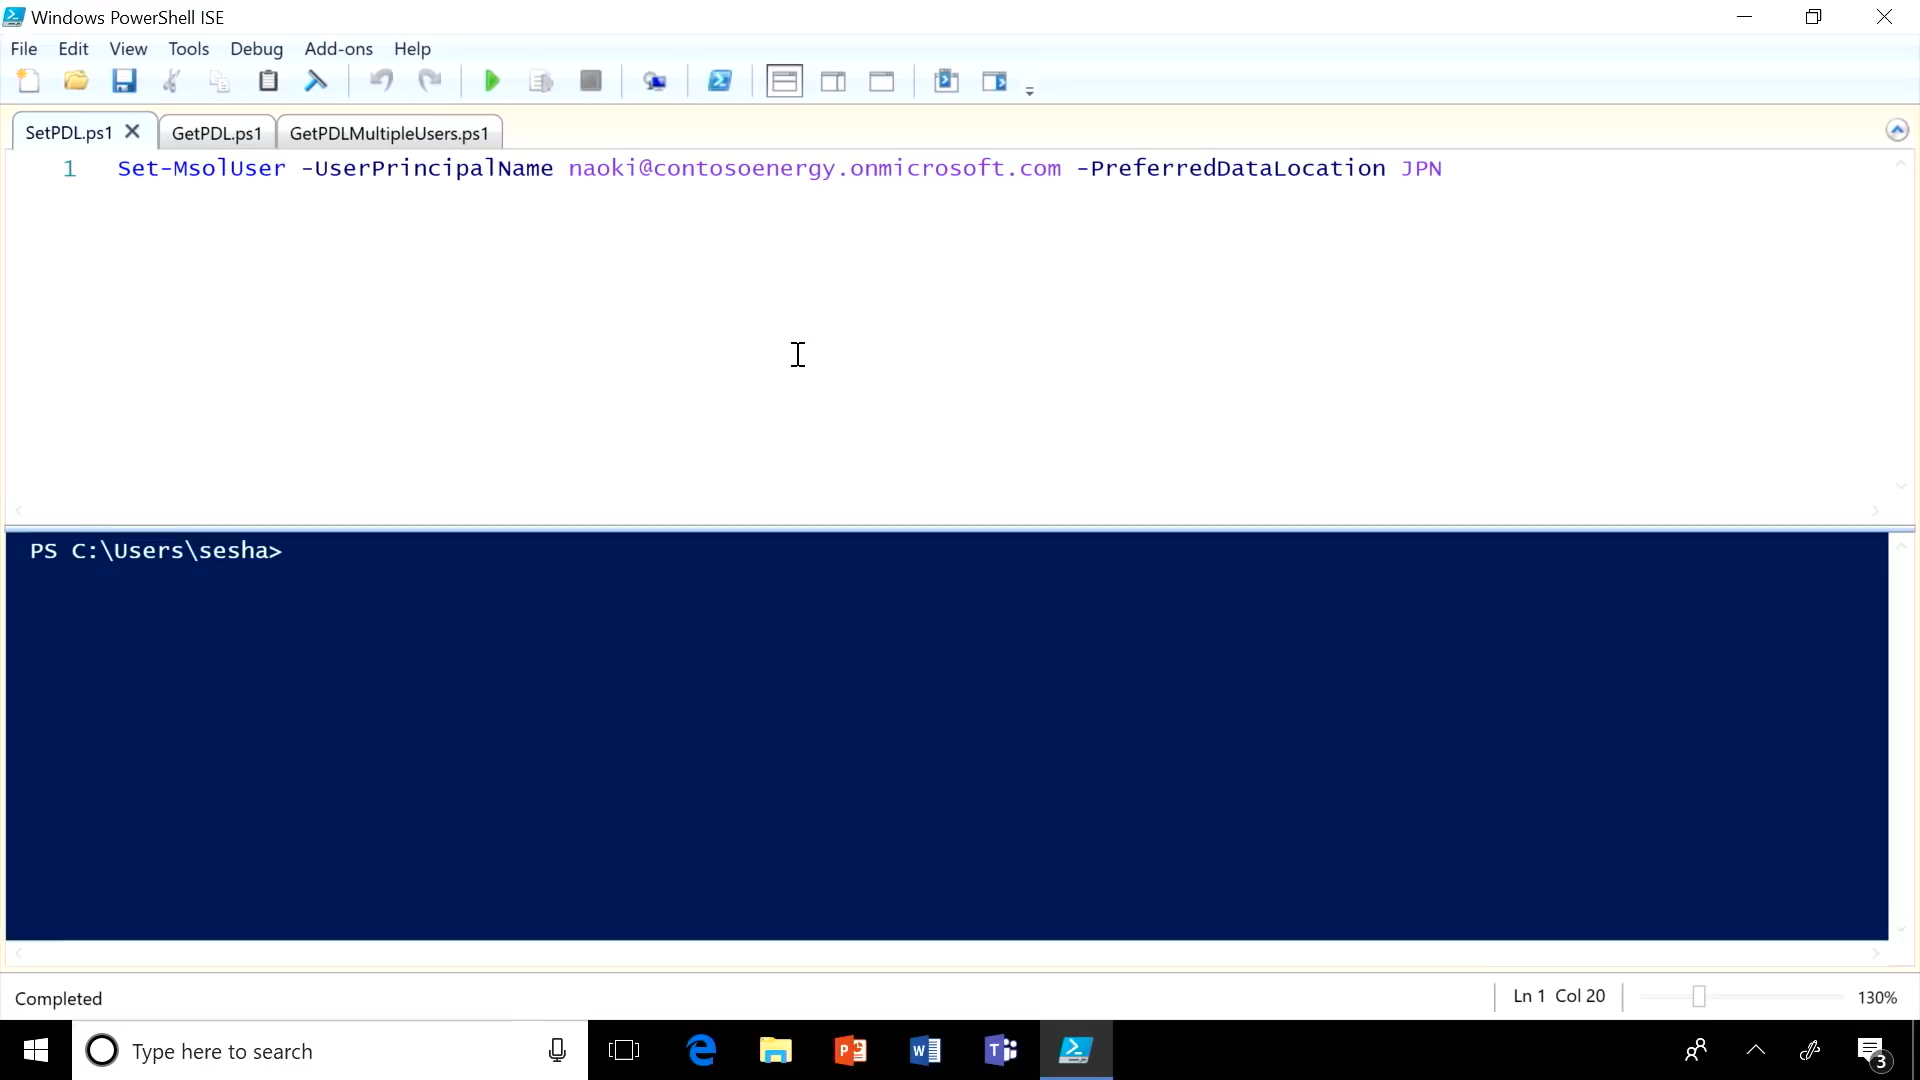 Windows PowerShell ISE
File Edit View Tools Debug Add-ons Help
SetPDL.ps1 GetPDL.ps1 GetPDLMultipleUsers.ps1
1 Set-MsolUser -UserPrincipalName naoki@contosoenergy.onmicrosoft.com -PreferredDataLocation JPN
PS C:\Users\sesha>
Completed Ln 1 Col 20 130%
Type here to search 3